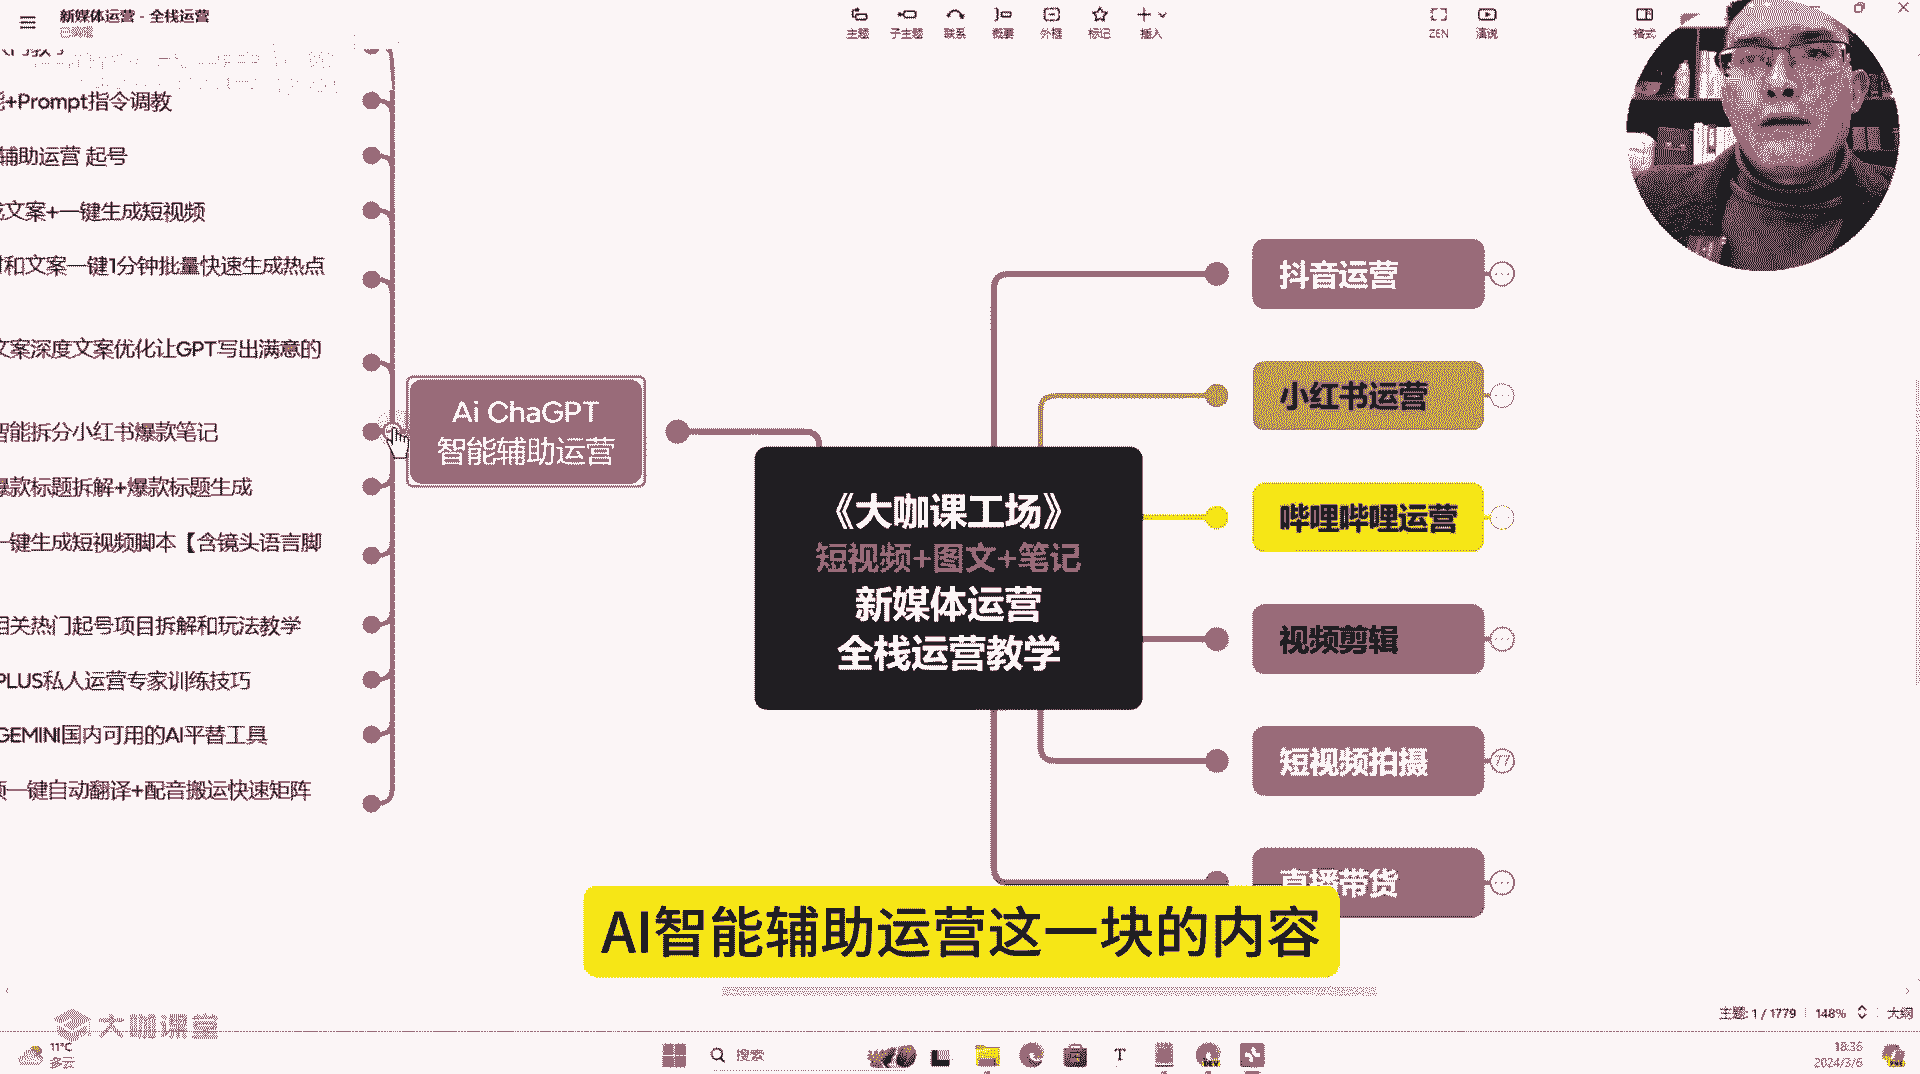 新媒体运营 - 全栈运营
已编辑
主题
子主题
联系
概要
外框
标记
插入
ZEN
演说
格式
+Prompt指令调教
辅助运营 起号
文案+一键生成短视频
和文案一键1分钟批量快速生成热点
文案深度文案优化让GPT写出满意的
智能拆分小红书爆款笔记
爆款标题拆解+爆款标题生成
一键生成短视频脚本【含镜头语言脚
相关热门起号项目拆解和玩法教学
PLUS私人运营专家训练技巧
GEMINI国内可用的AI平替工具
一键自动翻译+配音搬运快速矩阵
Ai ChaGPT
智能辅助运营
《大咖课工场》
短视频+图文+笔记
新媒体运营
全栈运营教学
抖音运营
小红书运营
哔哩哔哩运营
视频剪辑
短视频拍摄
77
直播带货
AI智能辅助运营这一块的内容
大咖课堂
主题: 1 / 1779
148%
大纲
11°C
多云
搜索
18:36
2024/3/6